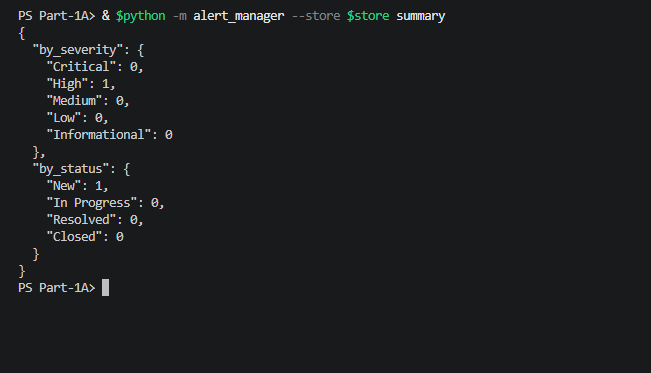 PS Part-1A> & $python -m alert_manager --store $store summary
{
  "by_severity": {
    "Critical": 0,
    "High": 1,
    "Medium": 0,
    "Low": 0,
    "Informational": 0
  },
  "by_status": {
    "New": 1,
    "In Progress": 0,
    "Resolved": 0,
    "Closed": 0
  }
}
PS Part-1A>